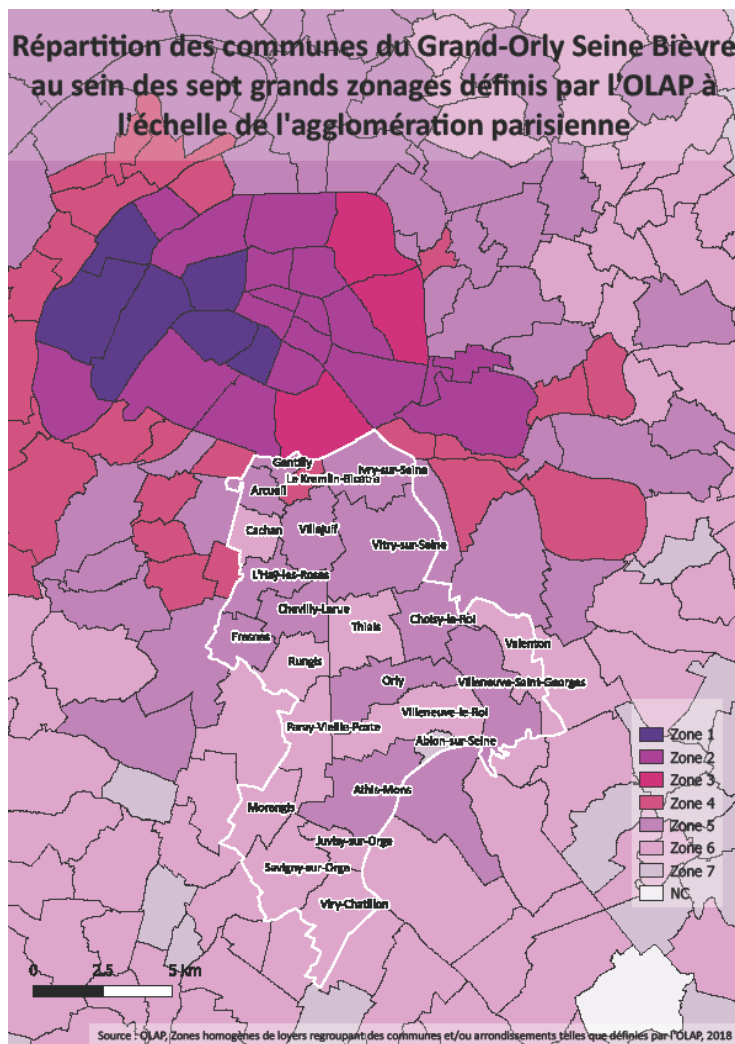 Répartition des communes du Grand-Orly Seine Bièvre
au sein des sept grands zonages définis par l'OLAP à
l'échelle de l'agglomération parisienne
Gentilly
Ivry-sur-Seine
Le Kremlin-Bicêtre
Arcueil
Cachan
Villejuif
Vitry-sur-Seine
L'Haÿ-les-Roses
Chevilly-Larue
Choisy-le-Roi
Thiais
Fresnes
Valenton
Rungis
Orly
Villeneuve-Saint-Georges
Villeneuve-le-Roi
Paray-Vieille-Poste
Ablon-sur-Seine
Athis-Mons
Morangis
Juvisy-sur-Orge
Savigny-sur-Orge
Viry-Chatillon
Zone 1
Zone 2
Zone 3
Zone 4
Zone 5
Zone 6
Zone 7
NC
0 2.5 5 km
Source : OLAP, Zones homogènes de loyers regroupant des communes et/ou arrondissements telles que définies par l'OLAP, 2018